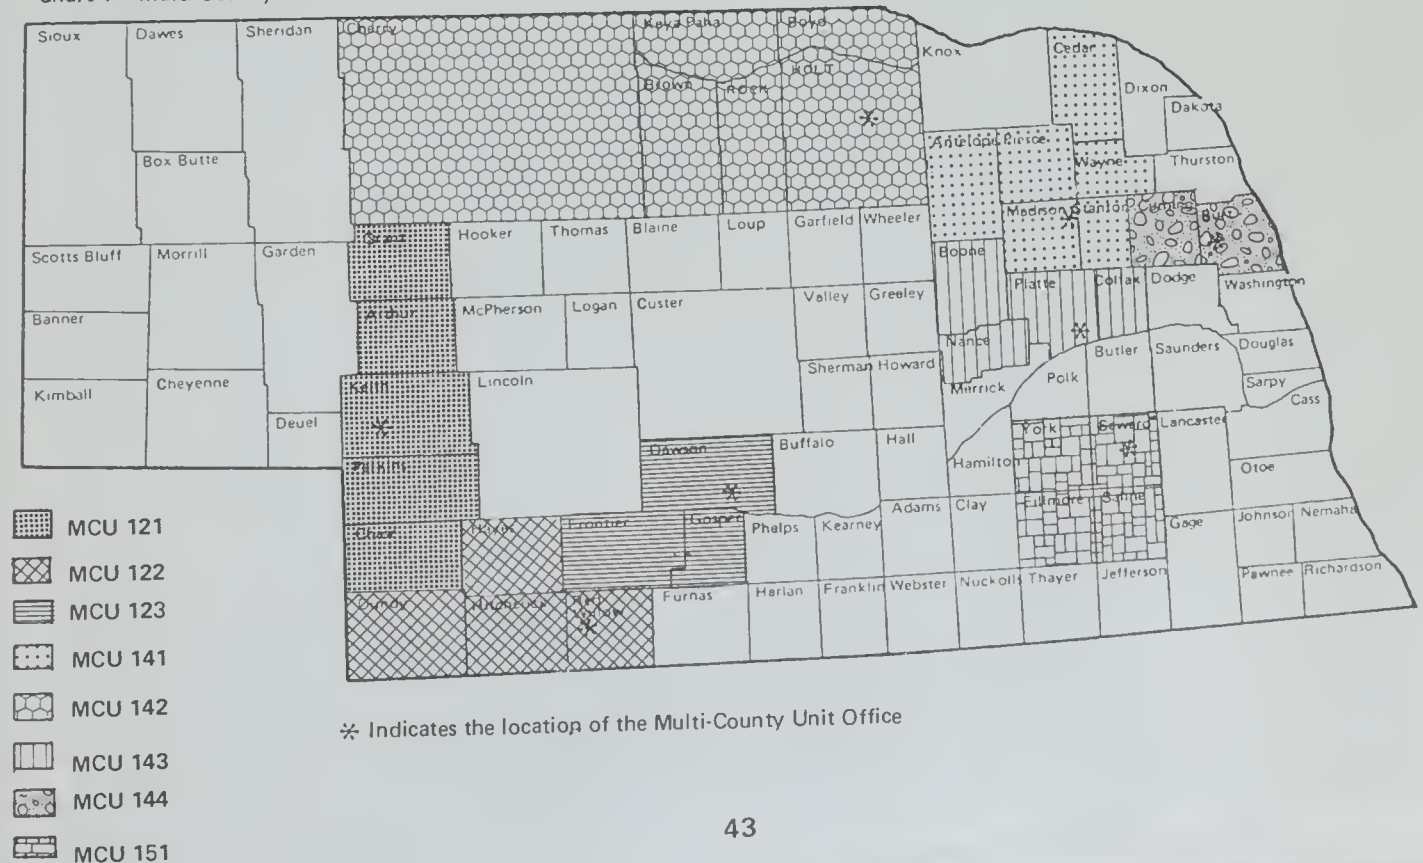 Sioux
Dawes
Sheridan
Cherry
Keya Paha
Boyd
Knox
Cedar
Dixon
Dakota
Brown
ROCK
HOLT
Box Butte
Antelope
Pierce
Wayne
Thurston
Madison
Stanton
Cuming
Burt
Scotts Bluff
Morrill
Garden
Hooker
Thomas
Blaine
Loup
Garfield
Wheeler
Boone
Platte
Colfax
Dodge
Washington
Banner
Arthur
McPherson
Logan
Custer
Valley
Greeley
Nance
Butler
Saunders
Douglas
Kimball
Cheyenne
Deuel
Keith
Lincoln
Sherman
Howard
Merrick
Polk
Sarpy
Cass
Perkins
Dawson
Buffalo
Hall
Hamilton
York
Seward
Lancaster
Otoe
Chase
Hayes
Frontier
Gosper
Phelps
Kearney
Adams
Clay
Fillmore
Saline
Gage
Johnson
Nemaha
Dundy
Hitchcock
Red
Willow
Furnas
Harlan
Franklin
Webster
Nuckolls
Thayer
Jefferson
Pawnee
Richardson
MCU 121
MCU 122
MCU 123
MCU 141
MCU 142
MCU 143
MCU 144
MCU 151
Indicates the location of the Multi-County Unit Office
43